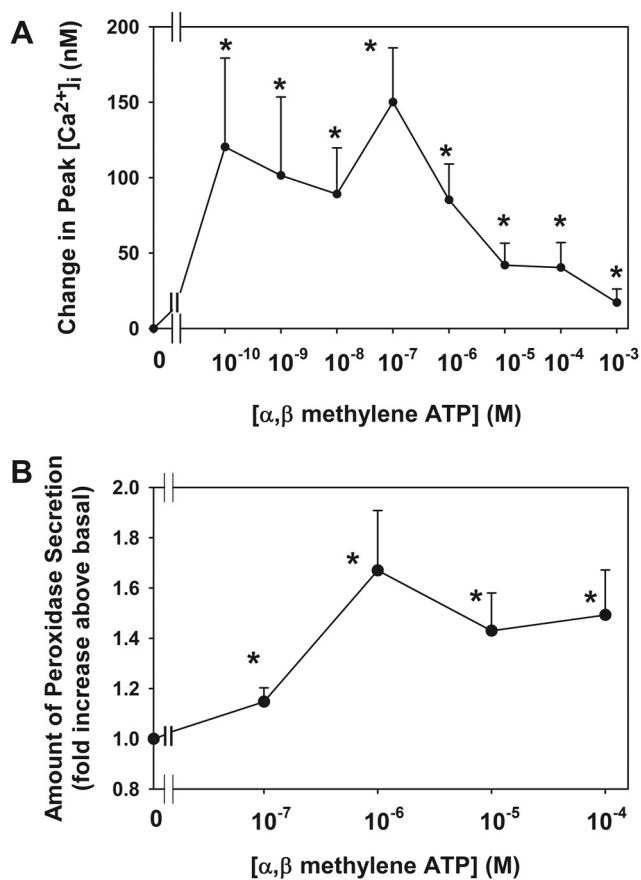 A
Change in Peak [Ca²⁺]ᵢ (nM)
200
150
100
50
0
* * * * * * * *
0 10⁻¹⁰ 10⁻⁹ 10⁻⁸ 10⁻⁷ 10⁻⁶ 10⁻⁵ 10⁻⁴ 10⁻³
[α,β methylene ATP] (M)
B
Amount of Peroxidase Secretion
(fold increase above basal)
2.0
1.8
1.6
1.4
1.2
1.0
0.8
* * * *
0 10⁻⁷ 10⁻⁶ 10⁻⁵ 10⁻⁴
[α,β methylene ATP] (M)